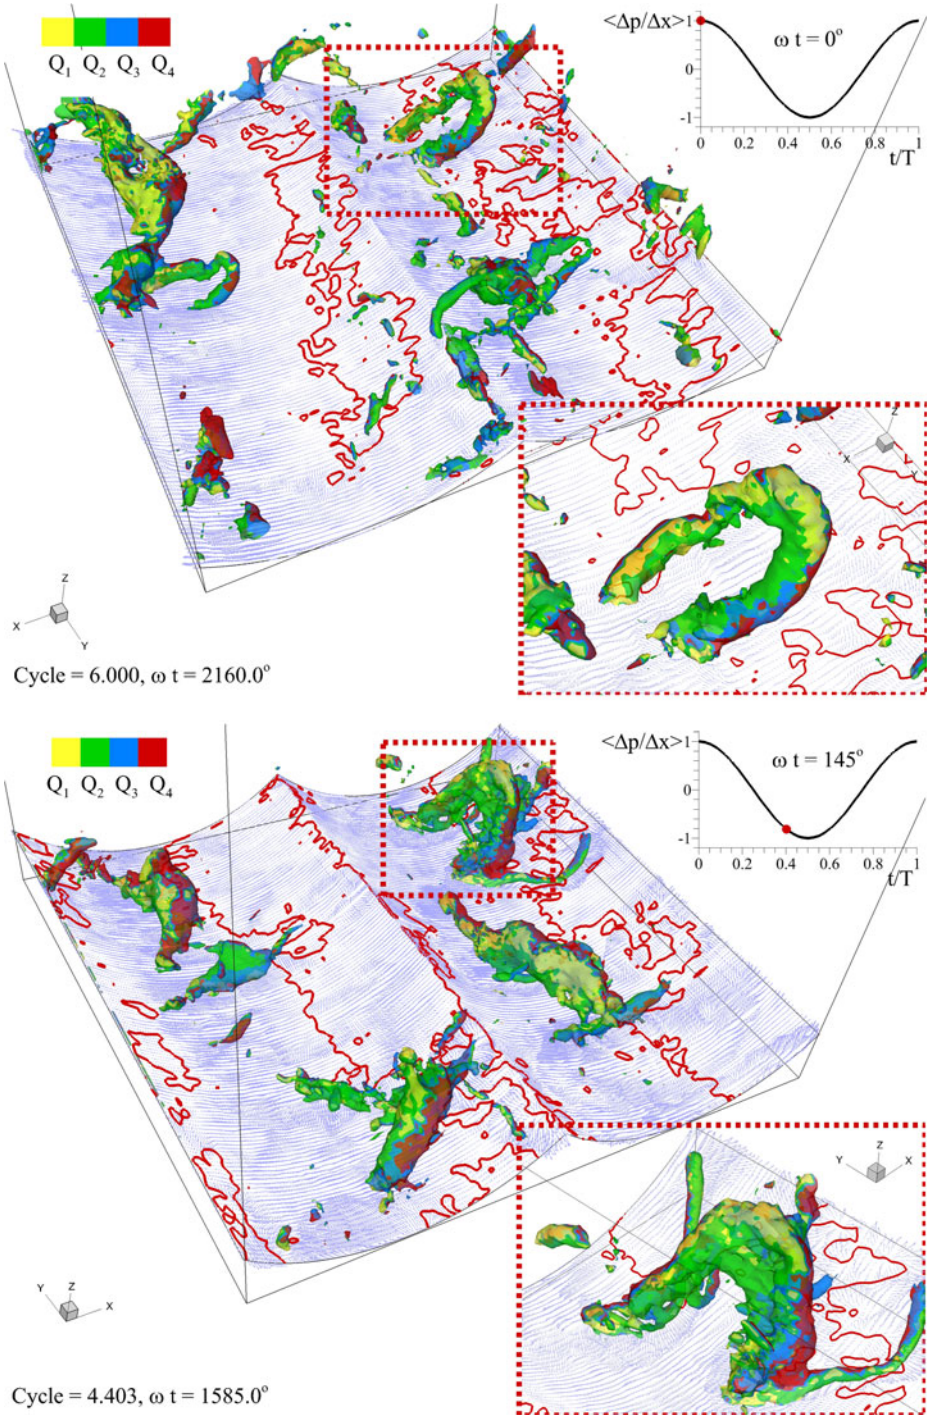 Q1 Q2 Q3 Q4
<Δp/Δx>
ω t = 0°
1
0
-1
0 0.2 0.4 0.6 0.8 1
t/T
Z
X
Y
Z
X
Y
Cycle = 6.000, ω t = 2160.0°
Q1 Q2 Q3 Q4
<Δp/Δx>
ω t = 145°
1
0
-1
0 0.2 0.4 0.6 0.8 1
t/T
Z
Y X
Y Z
X
Cycle = 4.403, ω t = 1585.0°